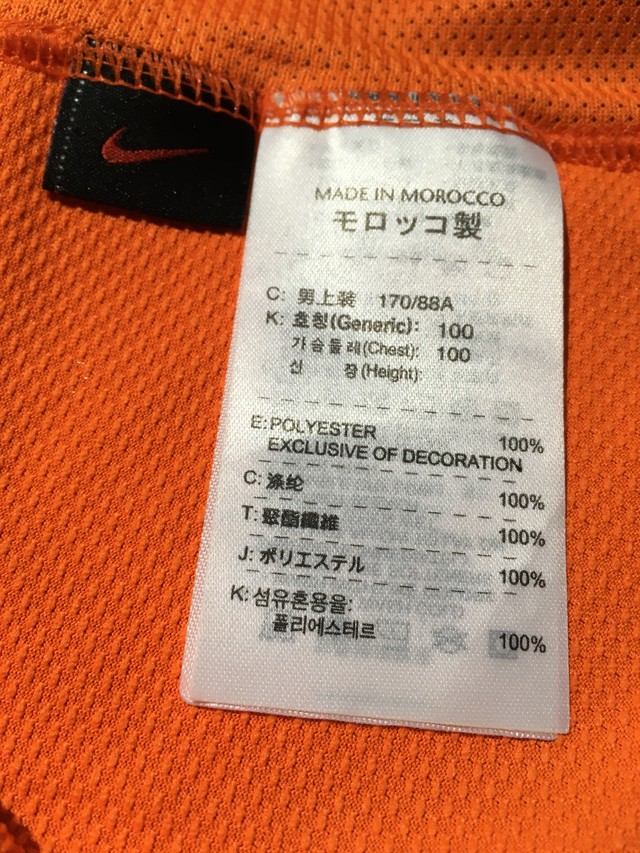 MADE IN MOROCCO
モロッコ製
C: 男上装 170/88A
K: 호칭(Generic): 100
가슴둘레(Chest): 100
신 장(Height):
E: POLYESTER 100%
EXCLUSIVE OF DECORATION
C: 涤纶 100%
T: 聚酯纖維 100%
J: ポリエステル 100%
K: 섬유혼용율:
폴리에스테르 100%